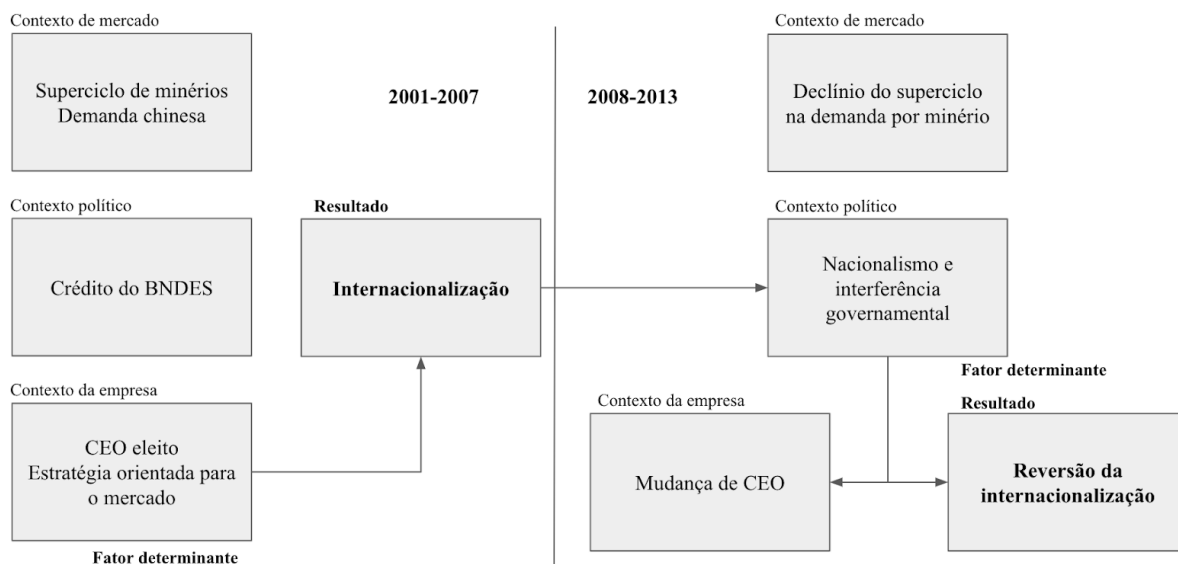 Contexto de mercado
Superciclo de minérios
Demanda chinesa
2001-2007
Contexto político
Crédito do BNDES
Resultado
Internacionalização
Contexto da empresa
CEO eleito
Estratégia orientada para
o mercado
Fator determinante
2008-2013
Contexto de mercado
Declínio do superciclo
na demanda por minério
Contexto político
Nacionalismo e
interferência
governamental
Fator determinante
Contexto da empresa
Mudança de CEO
Resultado
Reversão da
internacionalização